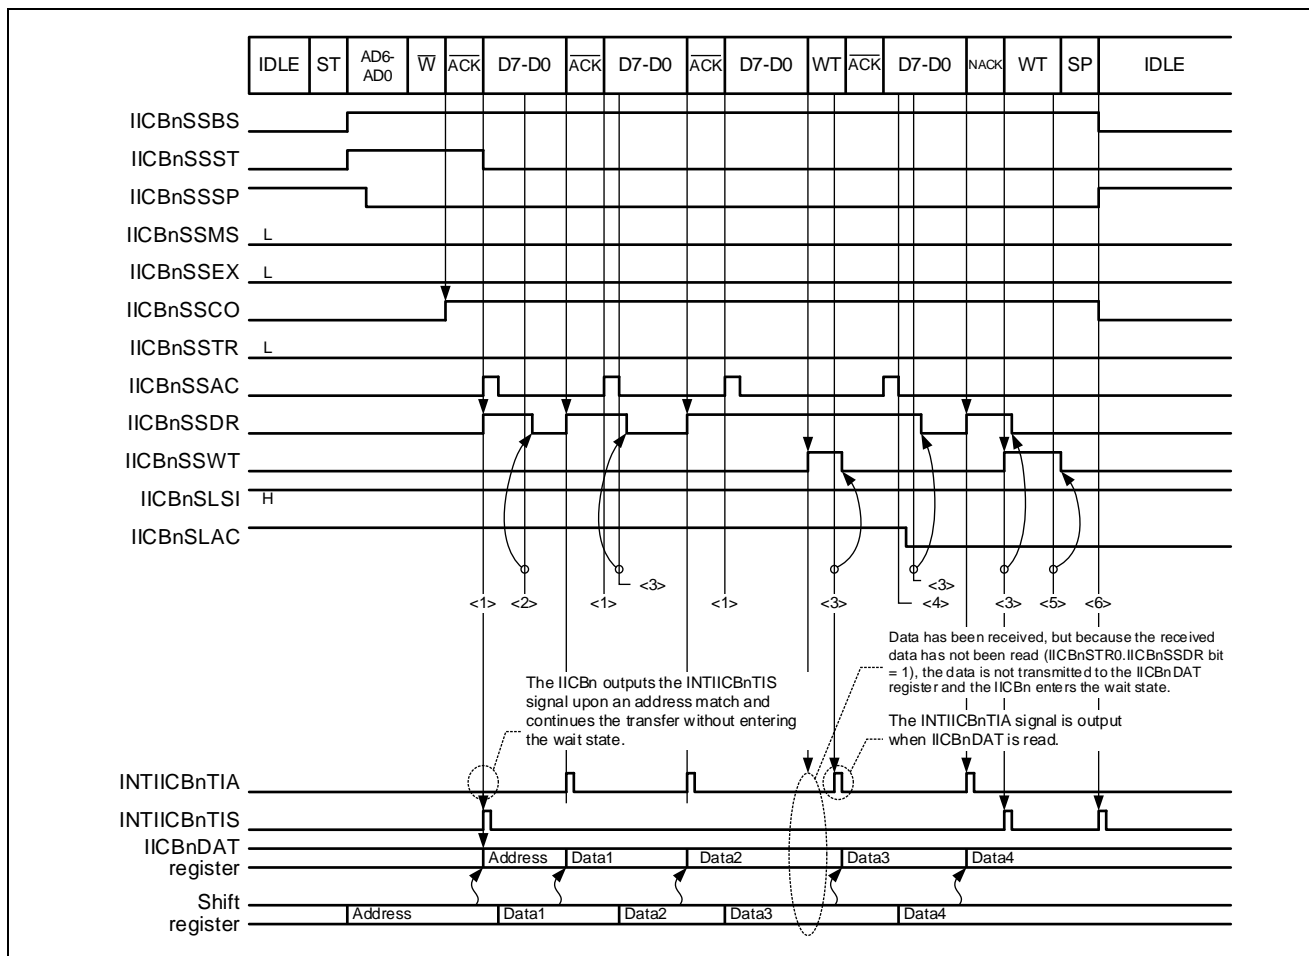 IDLE ST AD6-AD0 W ACK D7-D0 ACK D7-D0 ACK D7-D0 WT ACK D7-D0 NACK WT SP IDLE
IICBnSSBS
IICBnSSST
IICBnSSSP
IICBnSSMS L
IICBnSSEX L
IICBnSSCO
IICBnSSTR L
IICBnSSAC
IICBnSSDR
IICBnSSWT
IICBnSLSI H
IICBnSLAC
<3> <3>
<1> <2> <1> <1> <3> <4> <3> <5> <6>
Data has been received, but because the received
data has not been read (IICBnSTR0.IICBnSSDR bit
= 1), the data is not transmitted to the IICBnDAT
register and the IICBn enters the wait state.
The IICBn outputs the INTIICBnTIS
signal upon an address match and
continues the transfer without entering
the wait state.
The INTIICBnTIA signal is output
when IICBnDAT is read.
INTIICBnTIA
INTIICBnTIS
IICBnDAT
register
Address Data1 Data2 Data3 Data4
Shift
register
Address Data1 Data2 Data3 Data4